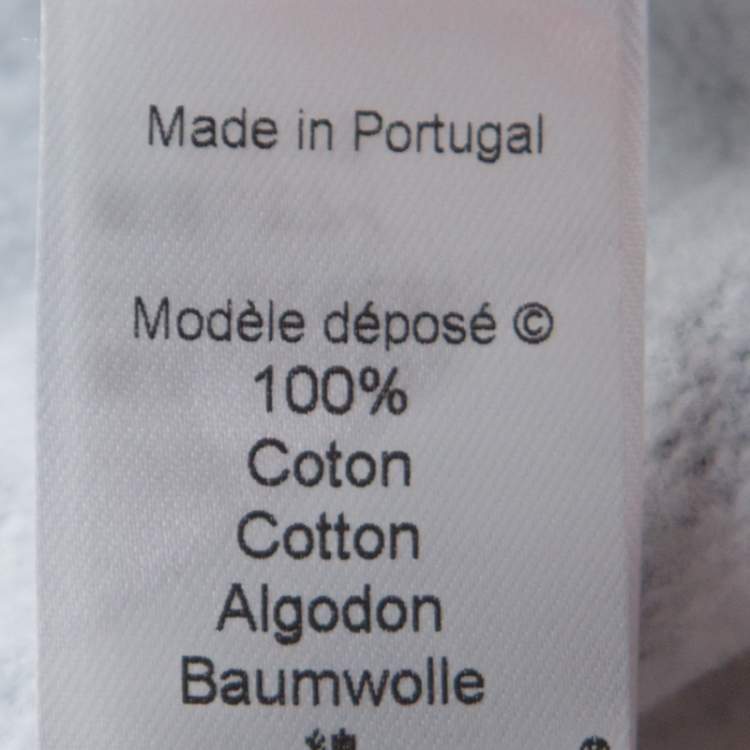 Made in Portugal
Modèle déposé ©
100%
Coton
Cotton
Algodon
Baumwolle